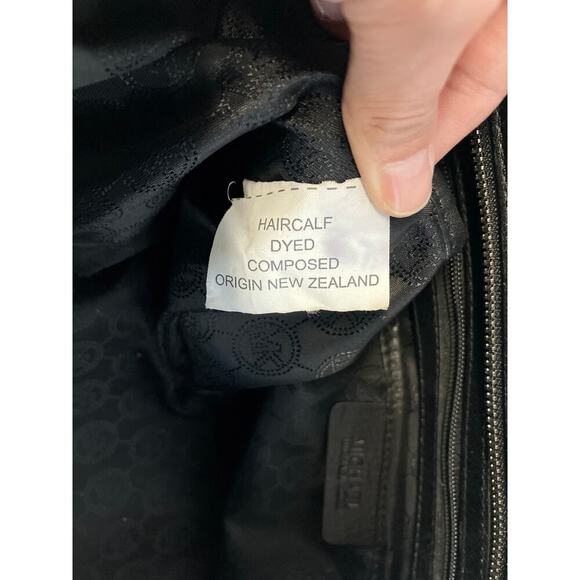 HAIRCALF
DYED
COMPOSED
ORIGIN NEW ZEALAND